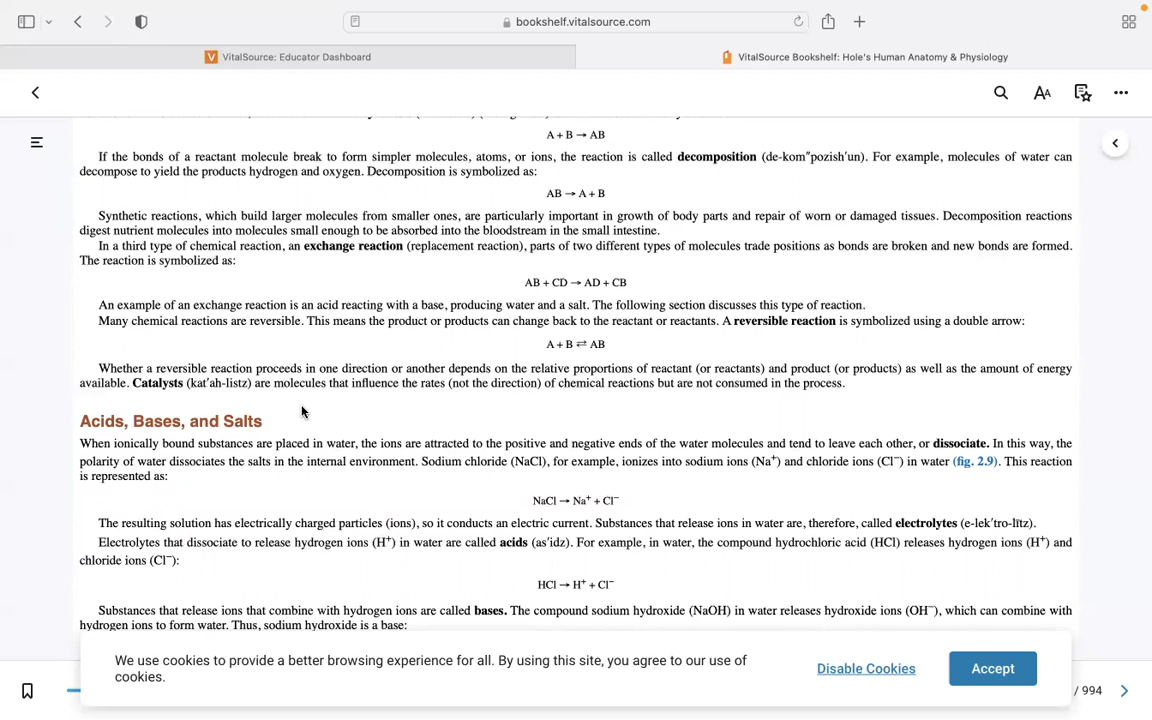 bookshelf.vitalsource.com
VitalSource: Educator Dashboard
VitalSource Bookshelf: Hole's Human Anatomy & Physiology
AA
A + B → AB
If the bonds of a reactant molecule break to form simpler molecules, atoms, or ions, the reaction is called decomposition (de-kom″pozish′un). For example, molecules of water can
decompose to yield the products hydrogen and oxygen. Decomposition is symbolized as:
AB → A + B
Synthetic reactions, which build larger molecules from smaller ones, are particularly important in growth of body parts and repair of worn or damaged tissues. Decomposition reactions
digest nutrient molecules into molecules small enough to be absorbed into the bloodstream in the small intestine.
In a third type of chemical reaction, an exchange reaction (replacement reaction), parts of two different types of molecules trade positions as bonds are broken and new bonds are formed.
The reaction is symbolized as:
AB + CD → AD + CB
An example of an exchange reaction is an acid reacting with a base, producing water and a salt. The following section discusses this type of reaction.
Many chemical reactions are reversible. This means the product or products can change back to the reactant or reactants. A reversible reaction is symbolized using a double arrow:
A + B ⇄ AB
Whether a reversible reaction proceeds in one direction or another depends on the relative proportions of reactant (or reactants) and product (or products) as well as the amount of energy
available. Catalysts (kat′ah-listz) are molecules that influence the rates (not the direction) of chemical reactions but are not consumed in the process.
Acids, Bases, and Salts
When ionically bound substances are placed in water, the ions are attracted to the positive and negative ends of the water molecules and tend to leave each other, or dissociate. In this way, the
polarity of water dissociates the salts in the internal environment. Sodium chloride (NaCl), for example, ionizes into sodium ions (Na⁺) and chloride ions (Cl⁻) in water (fig. 2.9). This reaction
is represented as:
NaCl → Na⁺ + Cl⁻
The resulting solution has electrically charged particles (ions), so it conducts an electric current. Substances that release ions in water are, therefore, called electrolytes (e-lek′tro-lītz).
Electrolytes that dissociate to release hydrogen ions (H⁺) in water are called acids (as′idz). For example, in water, the compound hydrochloric acid (HCl) releases hydrogen ions (H⁺) and
chloride ions (Cl⁻):
HCl → H⁺ + Cl⁻
Substances that release ions that combine with hydrogen ions are called bases. The compound sodium hydroxide (NaOH) in water releases hydroxide ions (OH⁻), which can combine with
hydrogen ions to form water. Thus, sodium hydroxide is a base:
We use cookies to provide a better browsing experience for all. By using this site, you agree to our use of
cookies.
Disable Cookies
Accept
/ 994